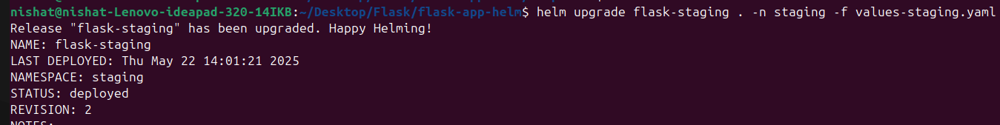 nishat@nishat-Lenovo-ideapad-320-14IKB:~/Desktop/Flask/flask-app-helm$ helm upgrade flask-staging . -n staging -f values-staging.yaml
Release "flask-staging" has been upgraded. Happy Helming!
NAME: flask-staging
LAST DEPLOYED: Thu May 22 14:01:21 2025
NAMESPACE: staging
STATUS: deployed
REVISION: 2
NOTES: